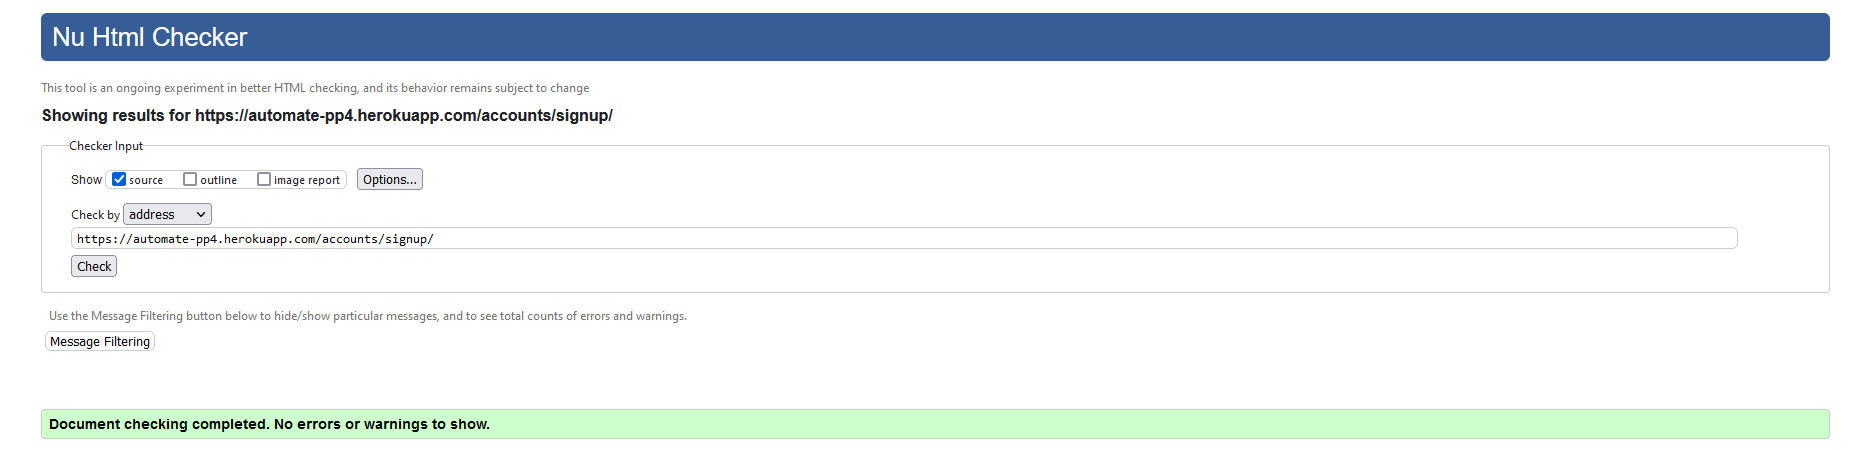 Nu Html Checker
This tool is an ongoing experiment in better HTML checking, and its behavior remains subject to change
Showing results for https://automate-pp4.herokuapp.com/accounts/signup/
Checker Input
Show source outline image report Options...
Check by address
https://automate-pp4.herokuapp.com/accounts/signup/
Check
Use the Message Filtering button below to hide/show particular messages, and to see total counts of errors and warnings.
Message Filtering
Document checking completed. No errors or warnings to show.